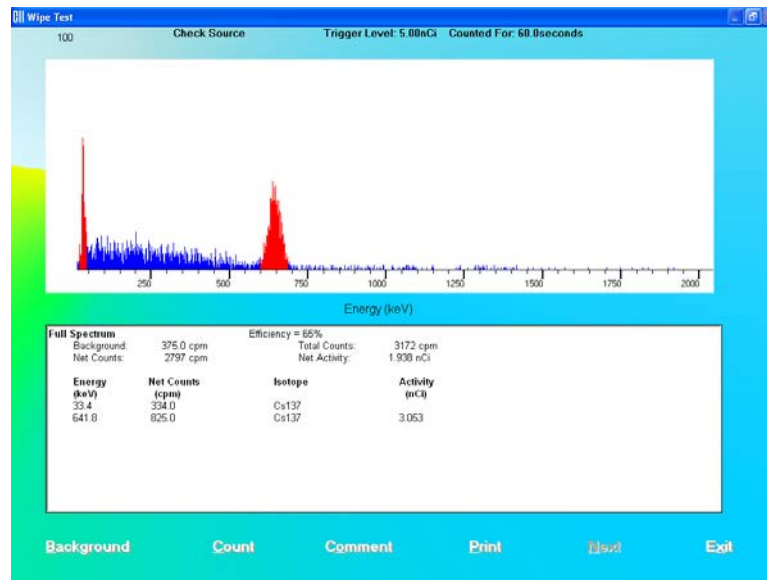 CII Wipe Test
100 Check Source Trigger Level: 5.00nCi Counted For: 60.0seconds
250 500 750 1000 1250 1500 1750 2000
Energy (keV)
Full Spectrum Efficiency = 65%
Background: 375.0 cpm Total Counts: 3172 cpm
Net Counts: 2797 cpm Net Activity: 1.938 nCi
Energy Net Counts Isotope Activity
(keV) (cpm) (nCi)
33.4 334.0 Cs137
641.8 825.0 Cs137 3.053
Background Count Comment Print Next Exit